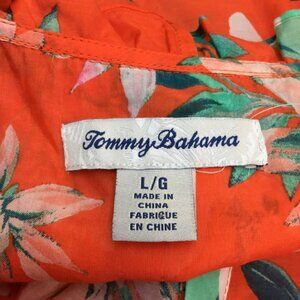 Tommy Bahama
L/G
MADE IN
CHINA
FABRIQUÉ
EN CHINE